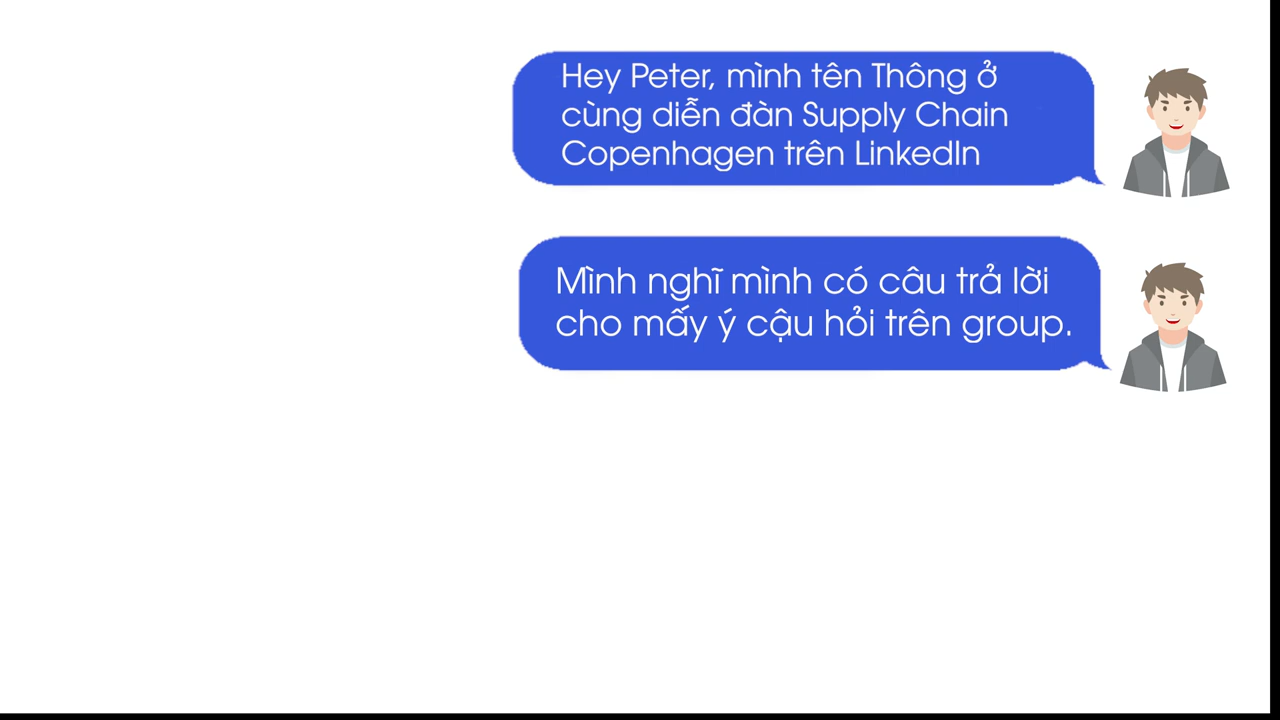 Hey Peter, mình tên Thông ở
cùng diễn đàn Supply Chain
Copenhagen trên LinkedIn
Mình nghĩ mình có câu trả lời
cho mấy ý cậu hỏi trên group.